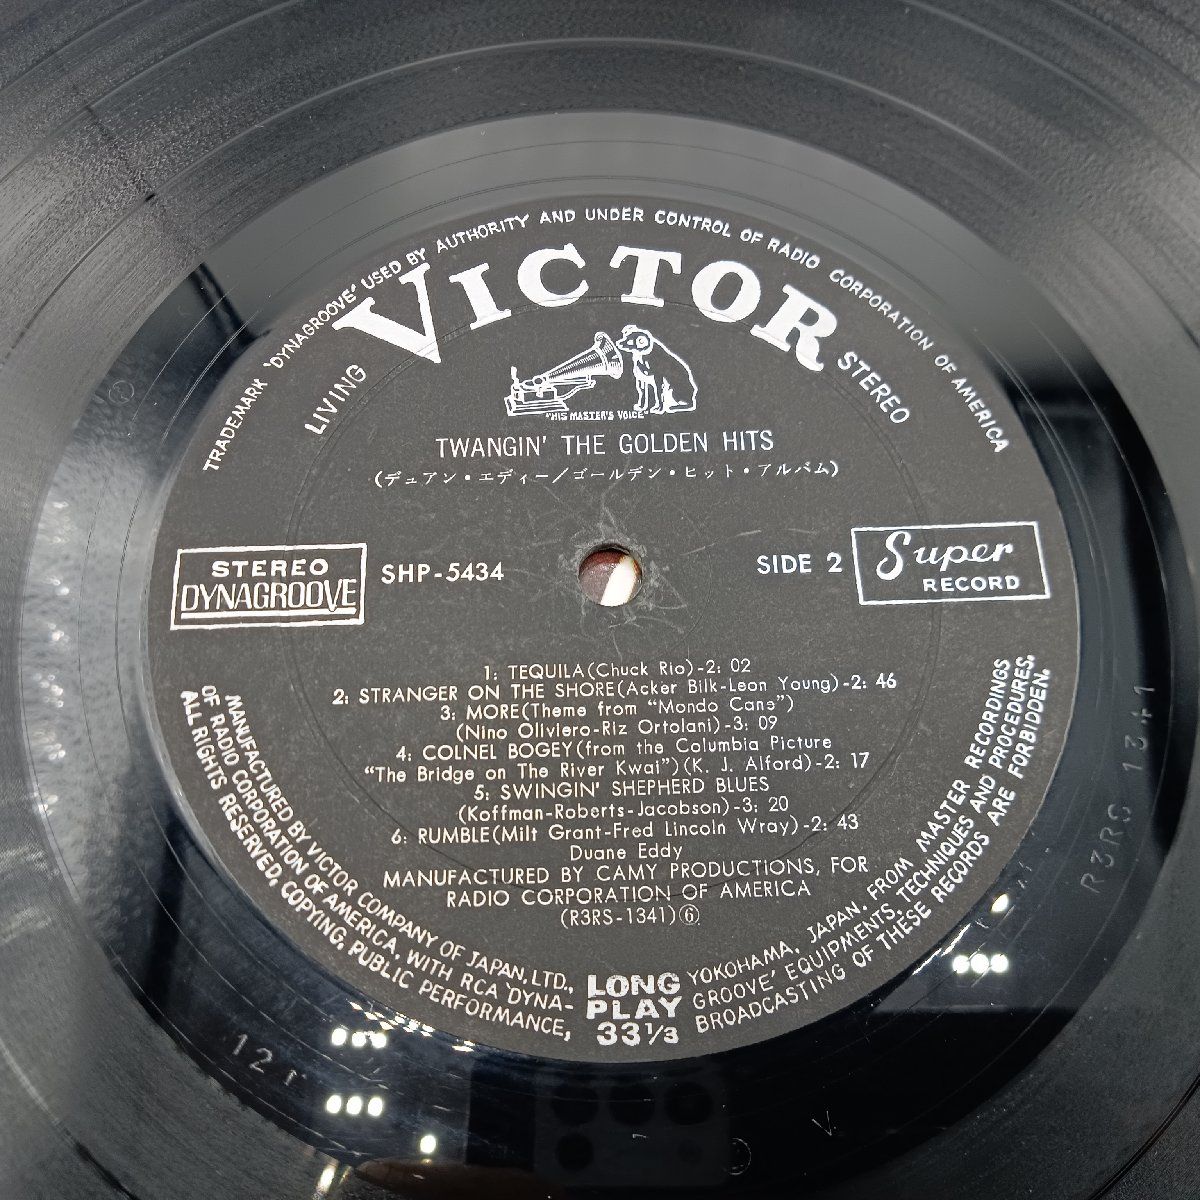 TRADEMARK 'DYNAGROOVE' USED BY AUTHORITY AND UNDER CONTROL OF RADIO CORPORATION OF AMERICA
LIVING VICTOR STEREO
"HIS MASTER'S VOICE"
TWANGIN' THE GOLDEN HITS
(デュアン・エディー/ゴールデン・ヒット・アルバム)
STEREO
DYNAGROOVE
SHP-5434
SIDE 2
Super
RECORD
1: TEQUILA(Chuck Rio)-2: 02
2: STRANGER ON THE SHORE(Acker Bilk-Leon Young)-2: 46
3: MORE(Theme from "Mondo Cane")
(Nino Oliviero-Riz Ortolani)-3: 09
4: COLNEL BOGEY(from the Columbia Picture
"The Bridge on The River Kwai")(K. J. Alford)-2: 17
5: SWINGIN' SHEPHERD BLUES
(Koffman-Roberts-Jacobson)-3: 20
6: RUMBLE(Milt Grant-Fred Lincoln Wray)-2: 43
Duane Eddy
MANUFACTURED BY CAMY PRODUCTIONS, FOR
RADIO CORPORATION OF AMERICA
(R3RS-1341)⑥
MANUFACTURED BY VICTOR COMPANY OF JAPAN, LTD., YOKOHAMA, JAPAN. FROM MASTER RECORDINGS
OF RADIO CORPORATION OF AMERICA, WITH RCA 'DYNA-GROOVE' EQUIPMENTS, TECHNIQUES AND PROCEDURES.
ALL RIGHTS RESERVED, COPYING, PUBLIC PERFORMANCE, BROADCASTING OF THESE RECORDS ARE FORBIDDEN.
LONG
PLAY
33 1/3
R3RS 1341
121
V